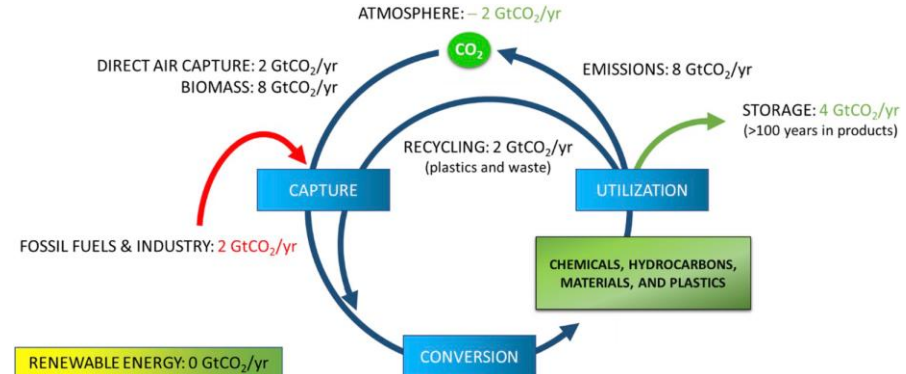 ATMOSPHERE: – 2 GtCO₂/yr
CO₂
DIRECT AIR CAPTURE: 2 GtCO₂/yr
BIOMASS: 8 GtCO₂/yr
EMISSIONS: 8 GtCO₂/yr
STORAGE: 4 GtCO₂/yr
(>100 years in products)
RECYCLING: 2 GtCO₂/yr
(plastics and waste)
CAPTURE
UTILIZATION
FOSSIL FUELS & INDUSTRY: 2 GtCO₂/yr
CHEMICALS, HYDROCARBONS,
MATERIALS, AND PLASTICS
RENEWABLE ENERGY: 0 GtCO₂/yr
CONVERSION